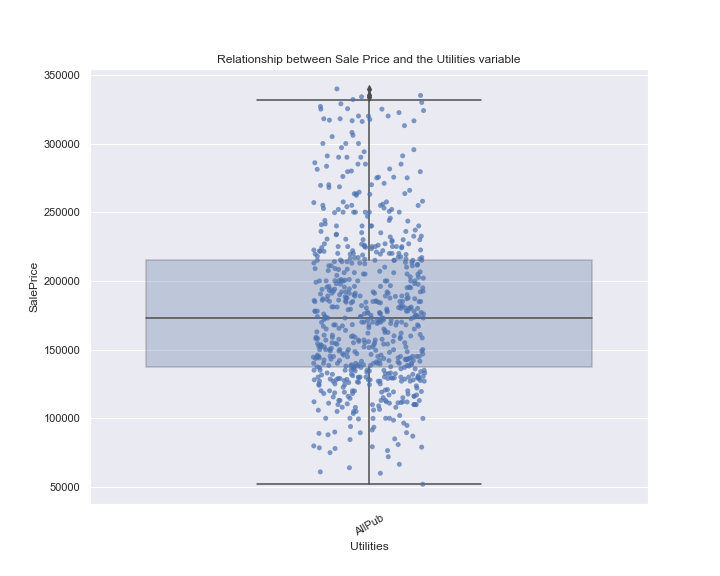 Relationship between Sale Price and the Utilities variable
350000
300000
250000
200000
150000
100000
50000
SalePrice
AllPub
Utilities